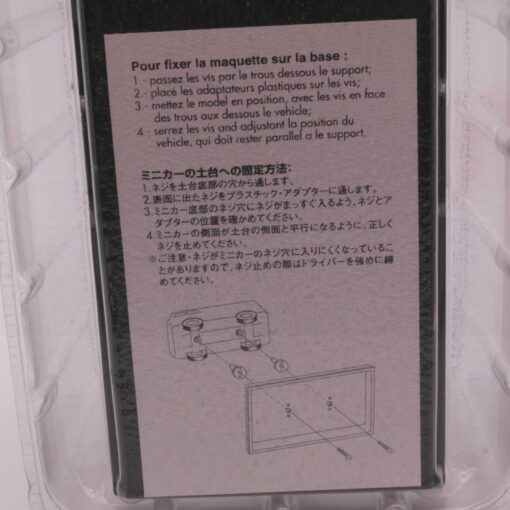 Pour fixer la maquette sur la base :
1 - passez les vis par le trous dessous le support;
2 - placé les adaptateurs plastiques sur les vis;
3 - mettez le model en position, avec les vis en face
des trous aux dessous le vehicle;
4 - serrez les vis and adjustant la position du
vehicle, qui doit rester parallel a le support.
ミニカーの土台への固定方法:
1.ネジを土台底部の穴から通します。
2.表面に出たネジをプラスチック・アダプターに通します。
3.ミニカー底部のネジ穴にネジがまっすぐ入るよう、ネジとア
ダプターの位置を確かめてください。
4.ミニカーの側面が土台の側面と平行になるように、正しく
ネジを止めてください。
※ご注意・ネジがミニカーのネジ穴に入りにくくなっているこ
とがありますので、ネジ止めの際はドライバーを強めに締
めてください。